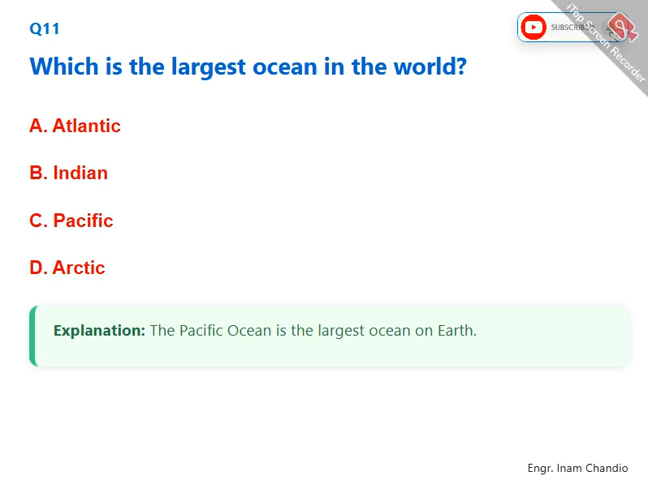 Q11
SUBSCRIBE
iTop Screen Recorder
Which is the largest ocean in the world?
A. Atlantic
B. Indian
C. Pacific
D. Arctic
Explanation: The Pacific Ocean is the largest ocean on Earth.
Engr. Inam Chandio